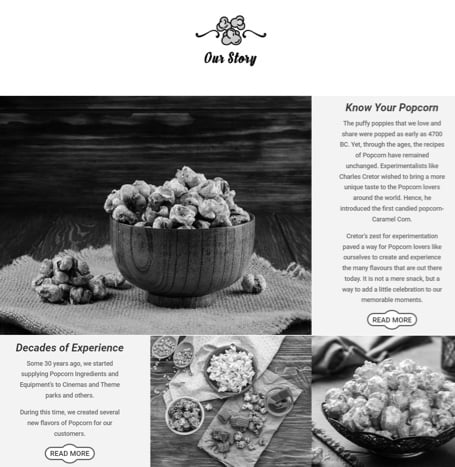 Our Story
Know Your Popcorn
The puffy poppies that we love and
share were popped as early as 4700
BC. Yet, through the ages, the recipes
of Popcorn have remained
unchanged. Experimentalists like
Charles Cretor wished to bring a more
unique taste to the Popcorn lovers
around the world. Hence, he
introduced the first candied popcorn-
Caramel Corn.
Cretor's zest for experimentation
paved a way for Popcorn lovers like
ourselves to create and experience
the many flavours that are out there
today. It is not a mere snack, but a
way to add a little celebration to our
memorable moments.
READ MORE
Decades of Experience
Some 30 years ago, we started
supplying Popcorn Ingredients and
Equipment's to Cinemas and Theme
parks and others.
During this time, we created several
new flavors of Popcorn for our
customers.
READ MORE